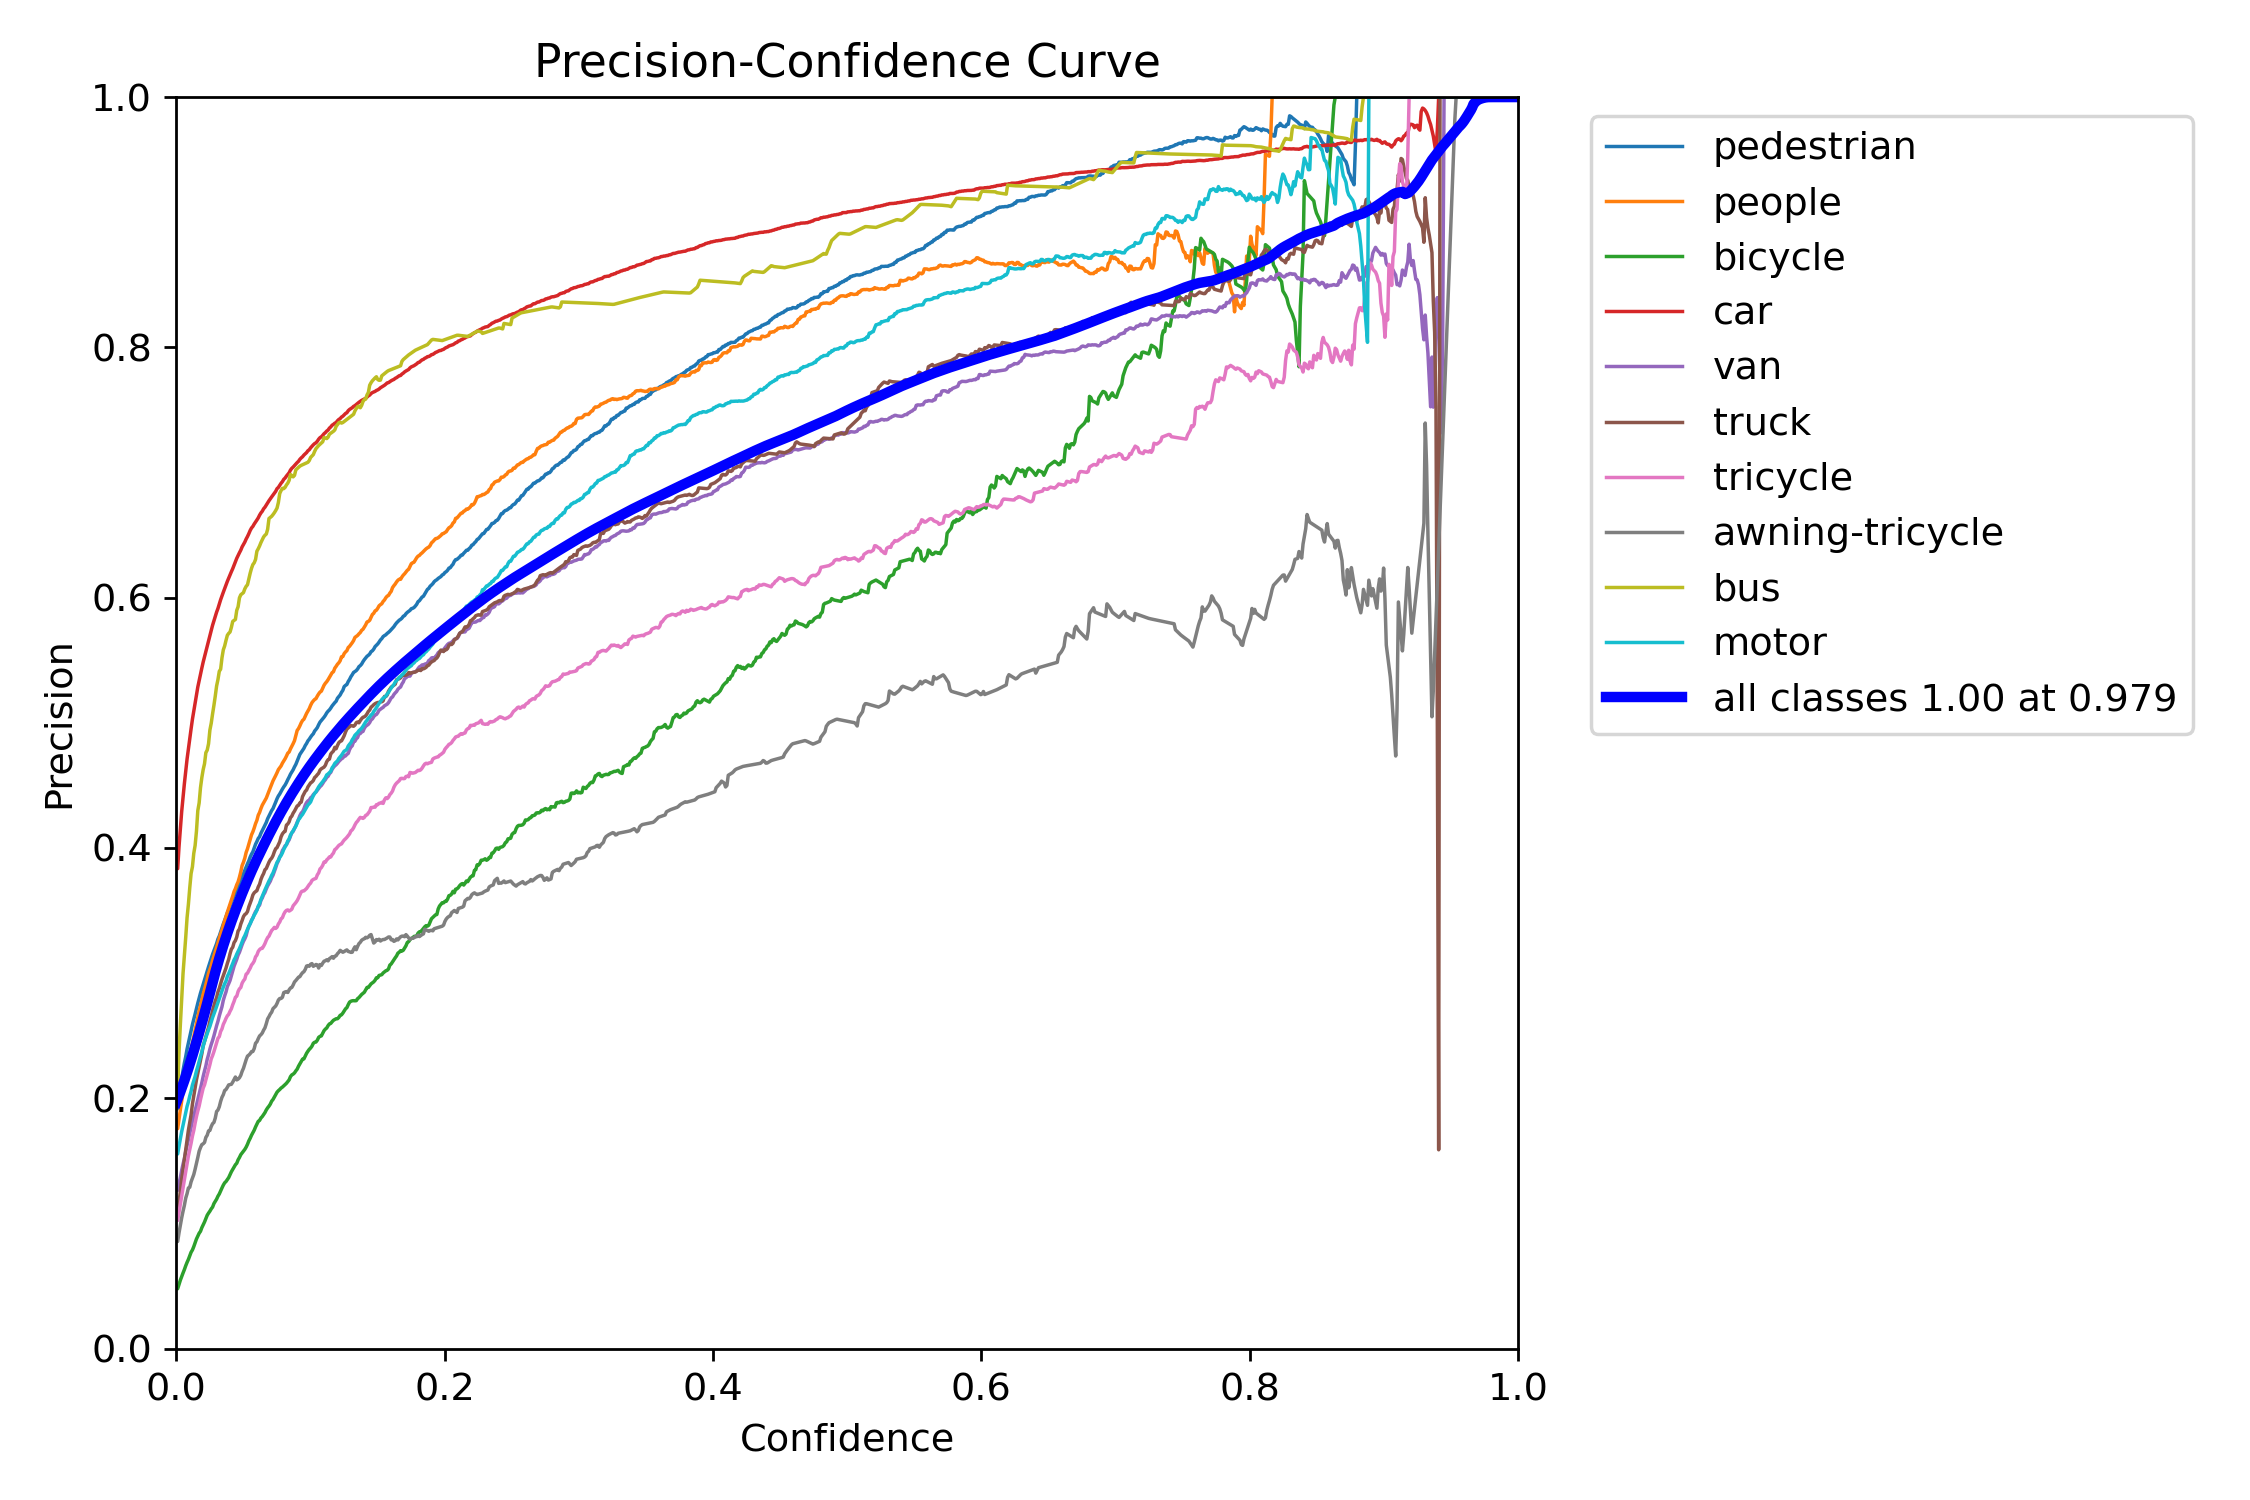 Precision-Confidence Curve
1.0
0.8
0.6
0.4
0.2
0.0
Precision
0.0 0.2 0.4 0.6 0.8 1.0
Confidence
pedestrian
people
bicycle
car
van
truck
tricycle
awning-tricycle
bus
motor
all classes 1.00 at 0.979